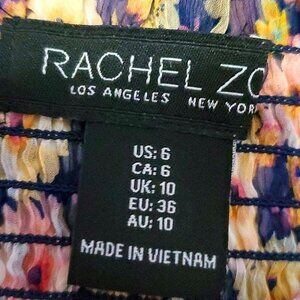 RACHEL ZO
LOS ANGELES NEW YOR
US: 6
CA: 6
UK: 10
EU: 36
AU: 10
MADE IN VIETNAM